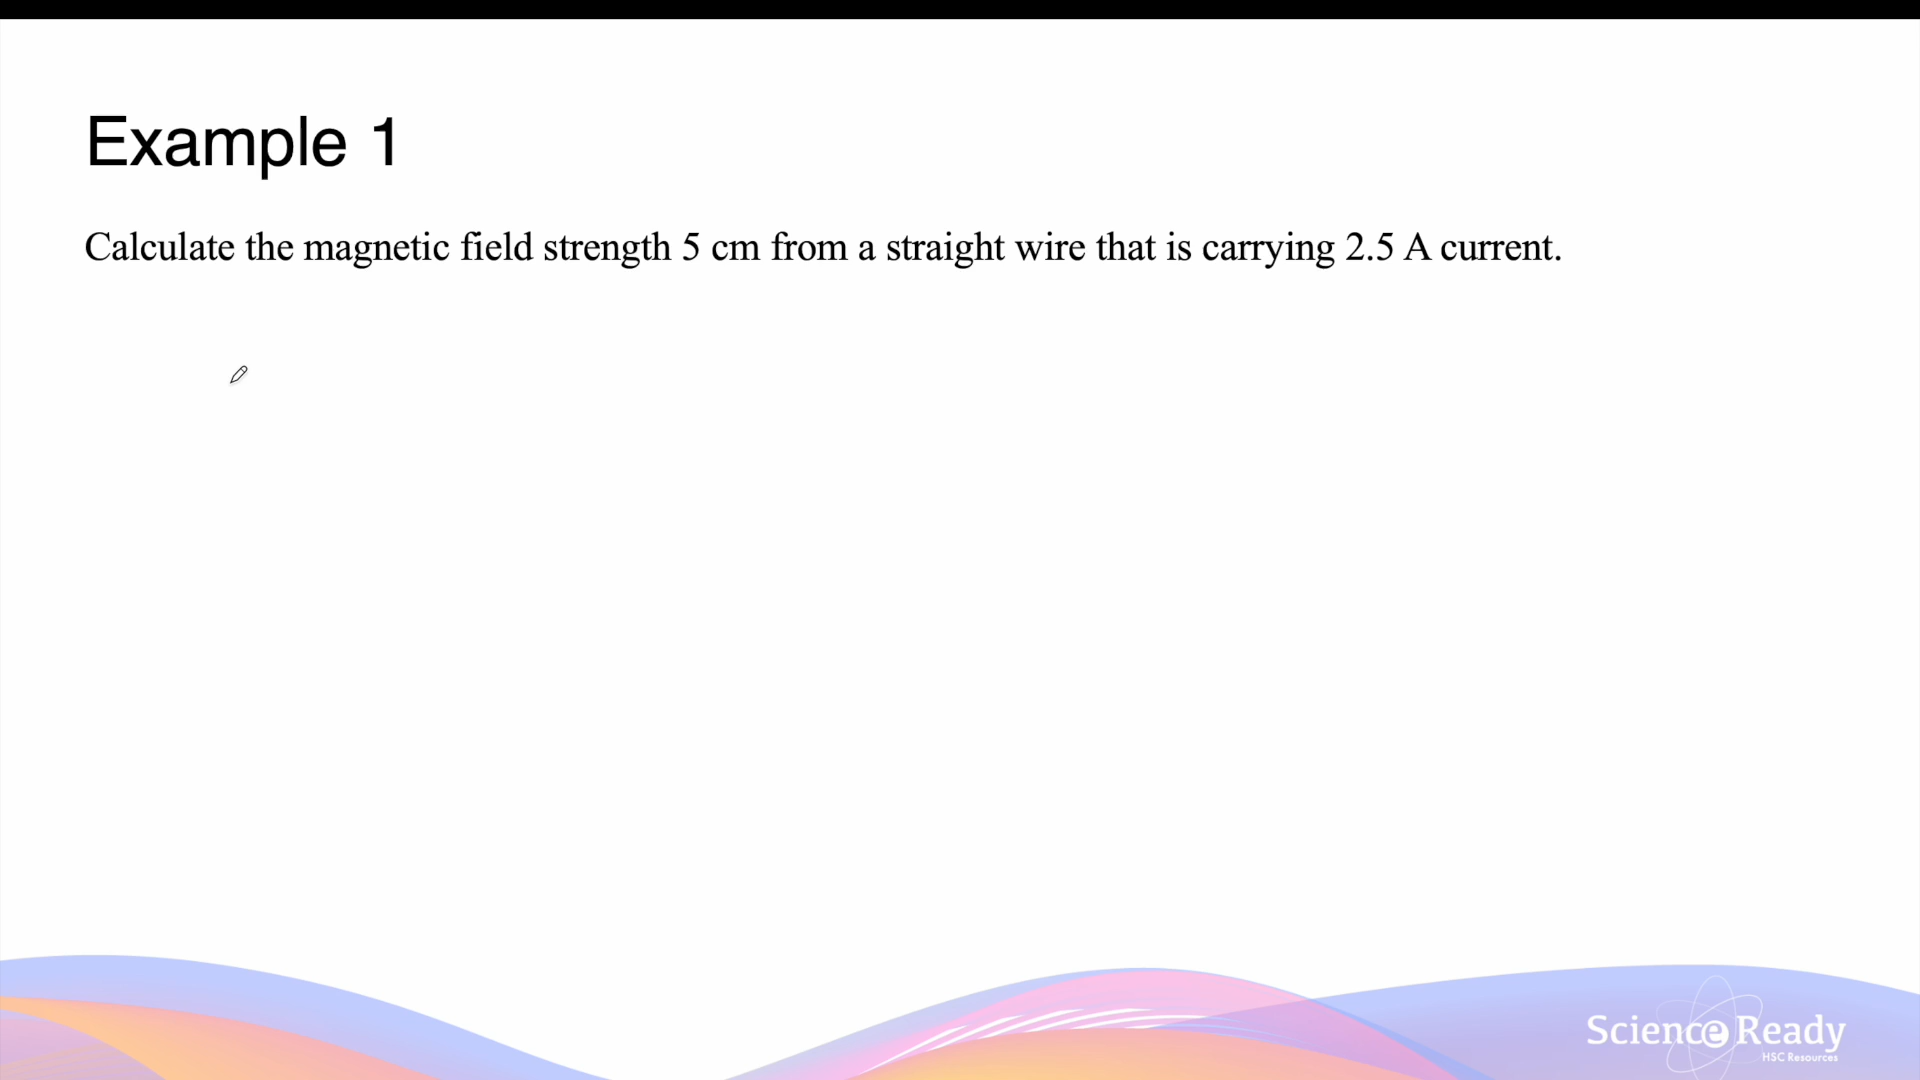 Example 1
Calculate the magnetic field strength 5 cm from a straight wire that is carrying 2.5 A current.
Science Ready
HSC Resources